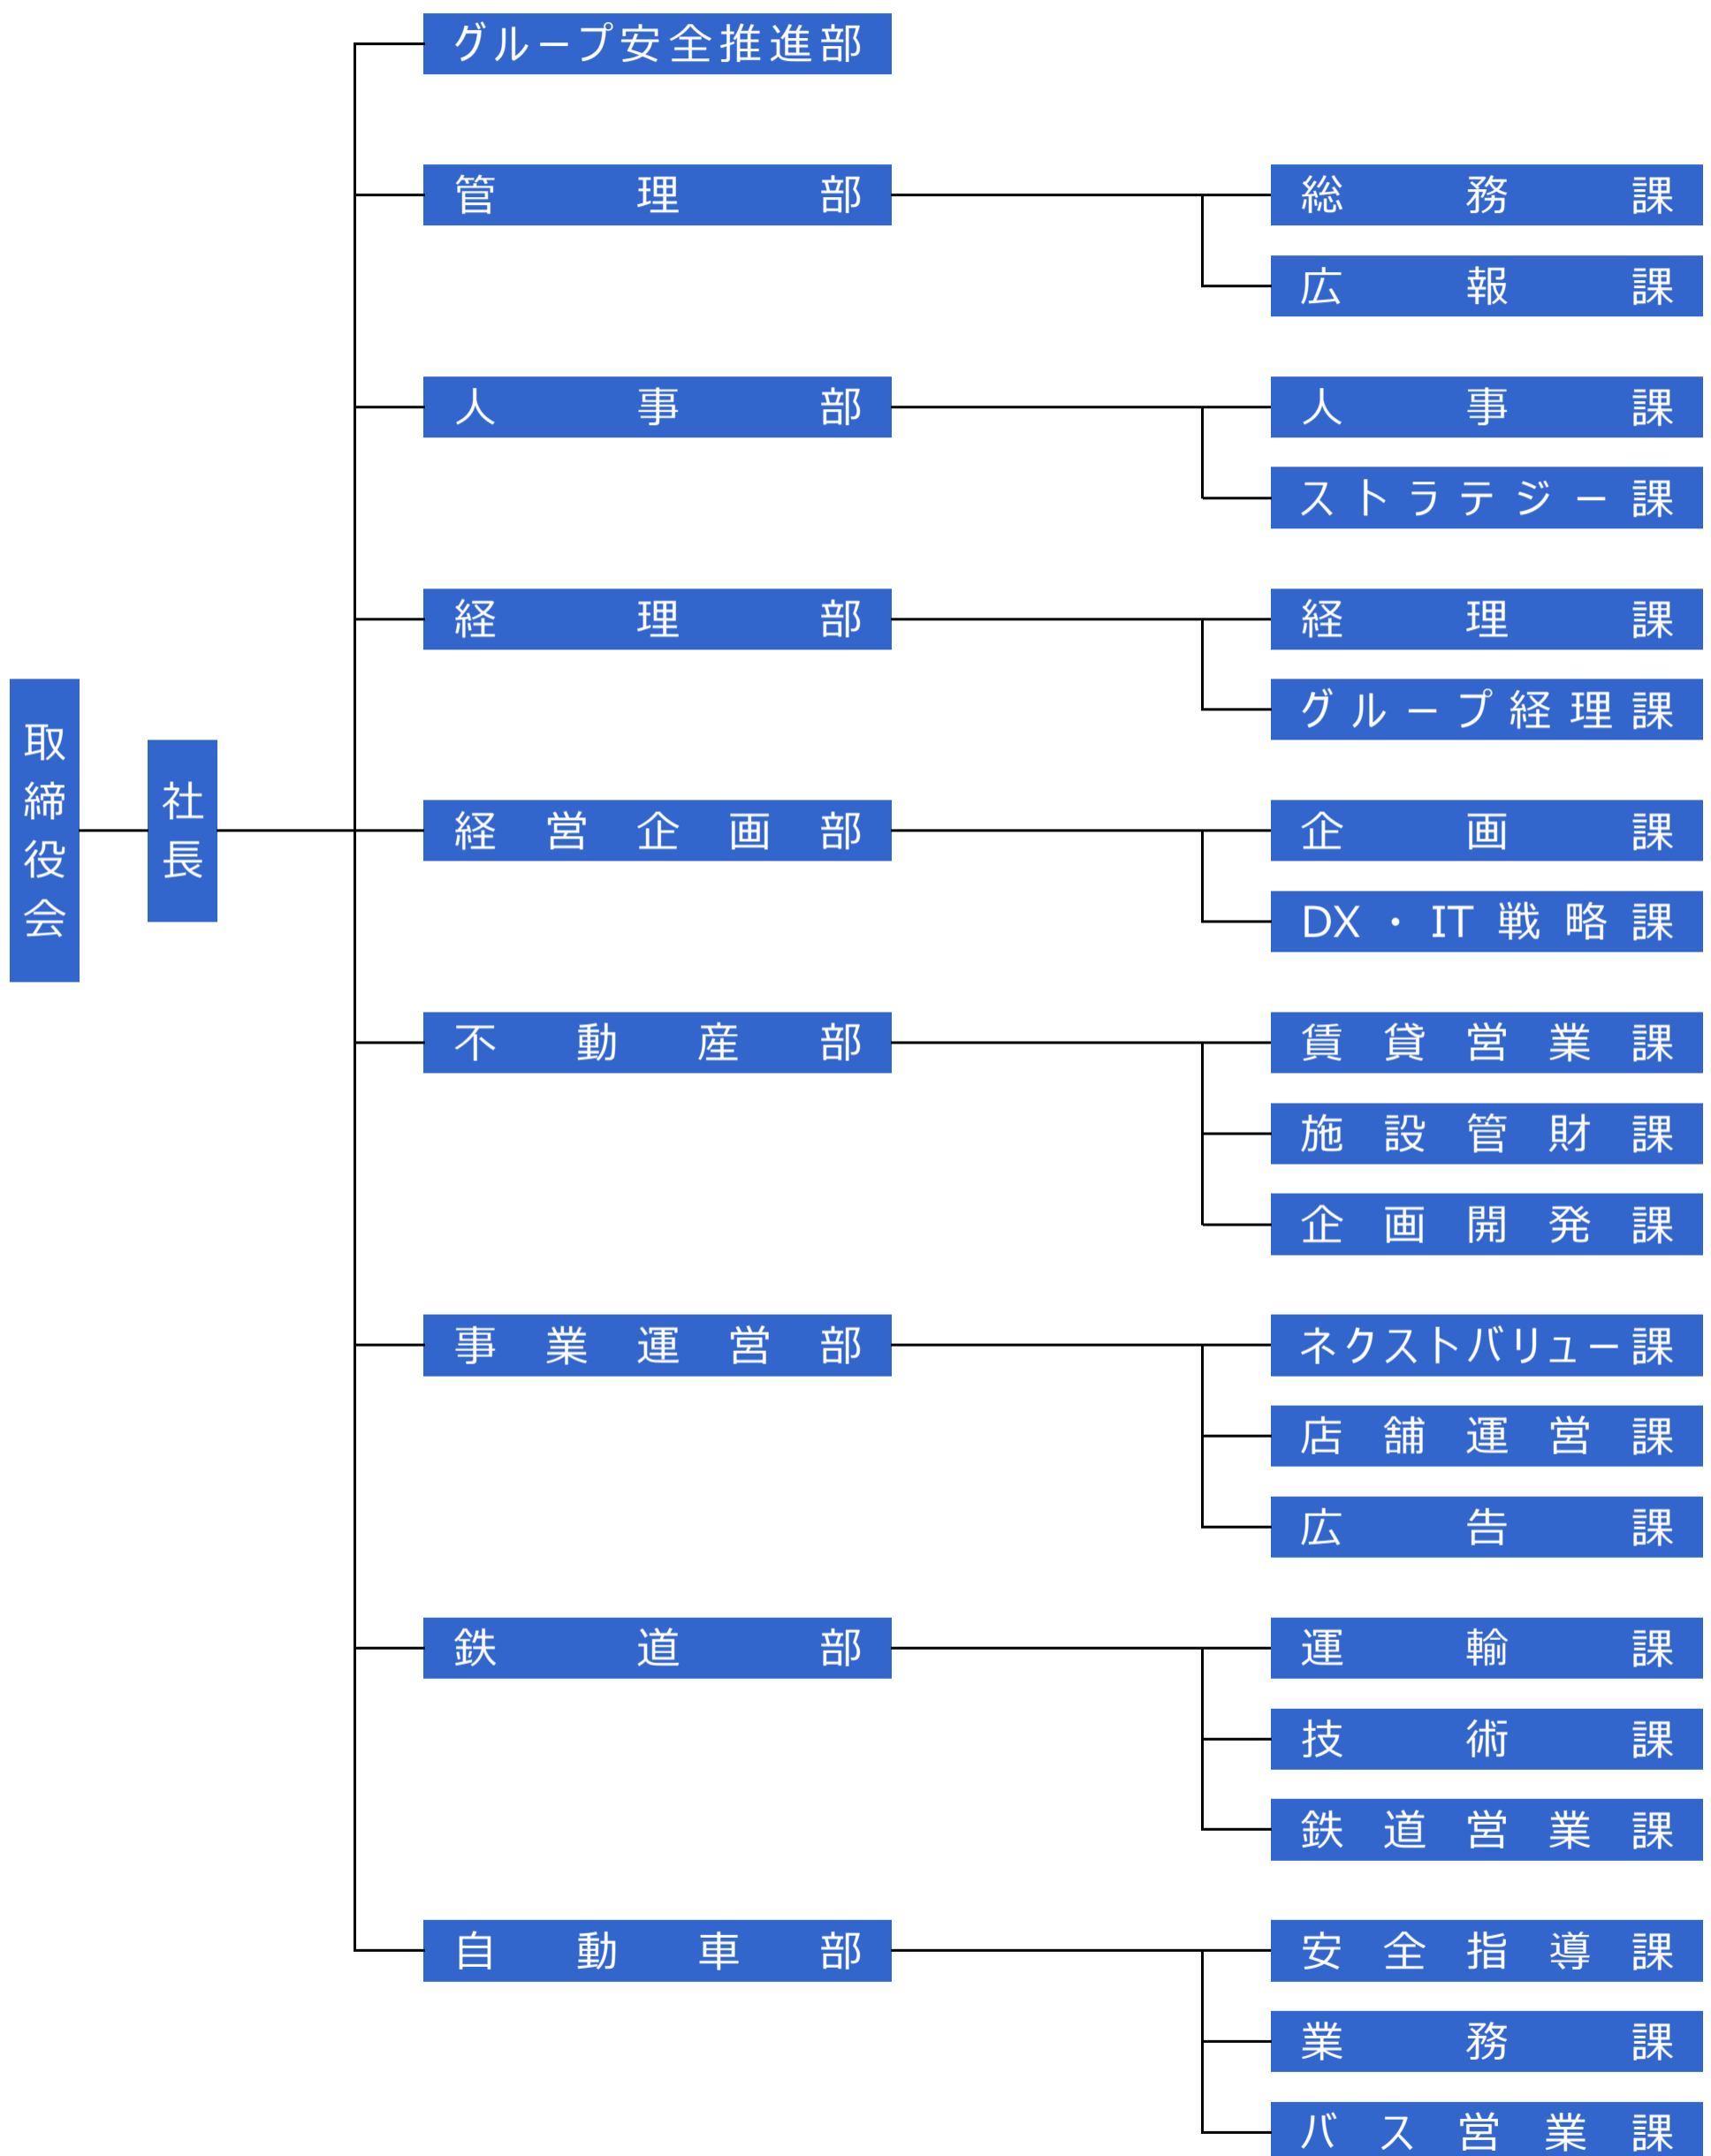 取締役会
社長
グループ安全推進部
管理部
総務課
広報課
人事部
人事課
ストラテジー課
経理部
経理課
グループ経理課
経営企画部
企画課
DX・IT戦略課
不動産部
賃貸営業課
施設管財課
企画開発課
事業運営部
ネクストバリュー課
店舗運営課
広告課
鉄道部
運輸課
技術課
鉄道営業課
自動車部
安全指導課
業務課
バス営業課